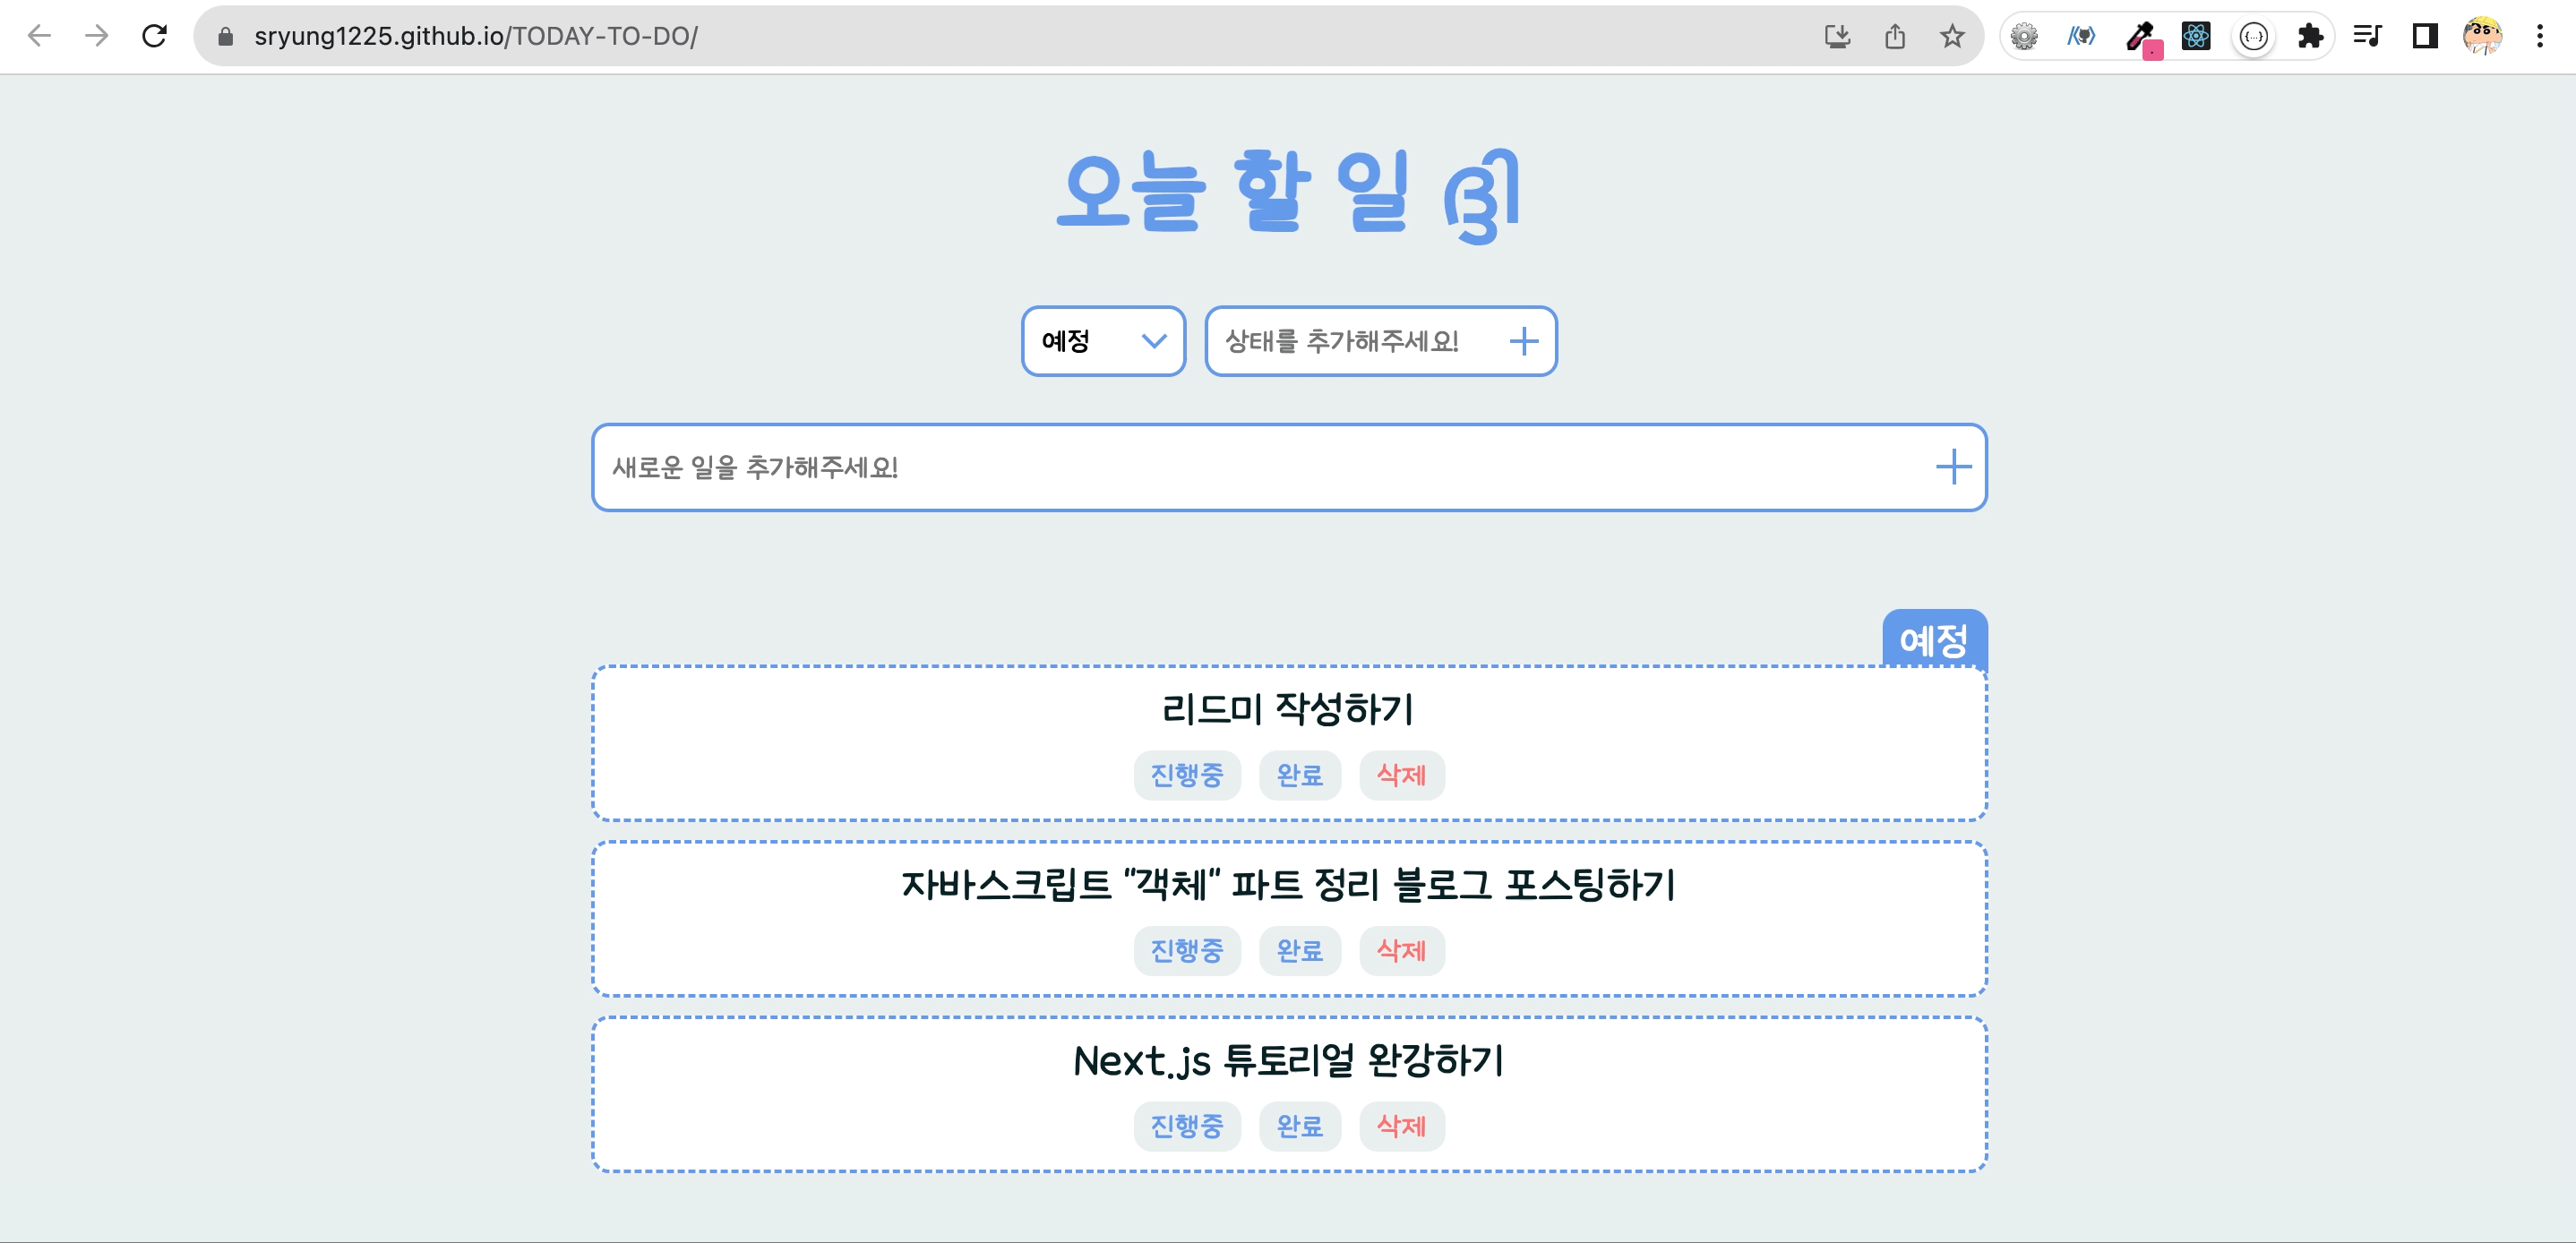 sryung1225.github.io/TODAY-TO-DO/
오늘 할 일 ௵
예정
상태를 추가해주세요!
새로운 일을 추가해주세요!
예정
리드미 작성하기
진행중 완료 삭제
자바스크립트 "객체" 파트 정리 블로그 포스팅하기
진행중 완료 삭제
Next.js 튜토리얼 완강하기
진행중 완료 삭제